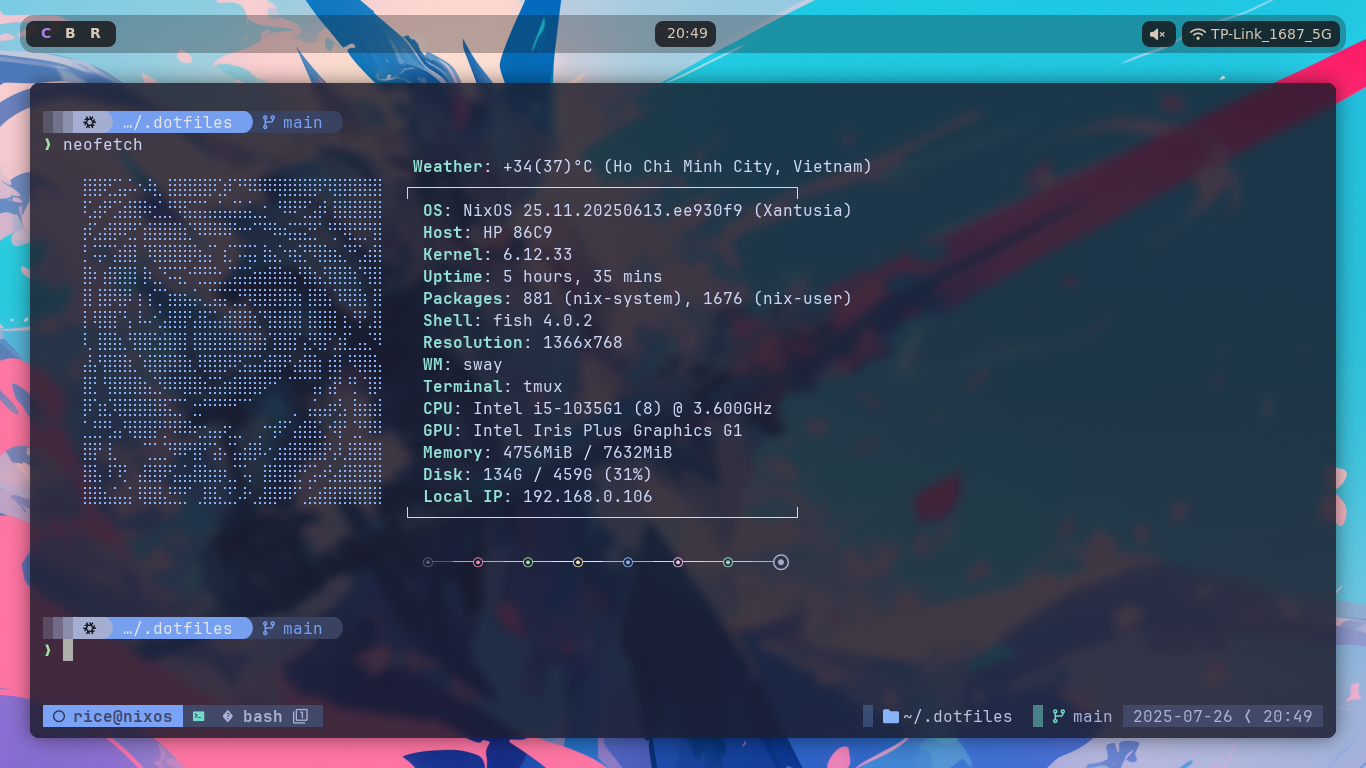 C B R
20:49
TP-Link_1687_5G
…/.dotfiles main
❯ neofetch
Weather: +34(37)°C (Ho Chi Minh City, Vietnam)
OS: NixOS 25.11.20250613.ee930f9 (Xantusia)
Host: HP 86C9
Kernel: 6.12.33
Uptime: 5 hours, 35 mins
Packages: 881 (nix-system), 1676 (nix-user)
Shell: fish 4.0.2
Resolution: 1366x768
WM: sway
Terminal: tmux
CPU: Intel i5-1035G1 (8) @ 3.600GHz
GPU: Intel Iris Plus Graphics G1
Memory: 4756MiB / 7632MiB
Disk: 134G / 459G (31%)
Local IP: 192.168.0.106
…/.dotfiles main
❯
rice@nixos bash 1 ~/.dotfiles main 2025-07-26 ❬ 20:49